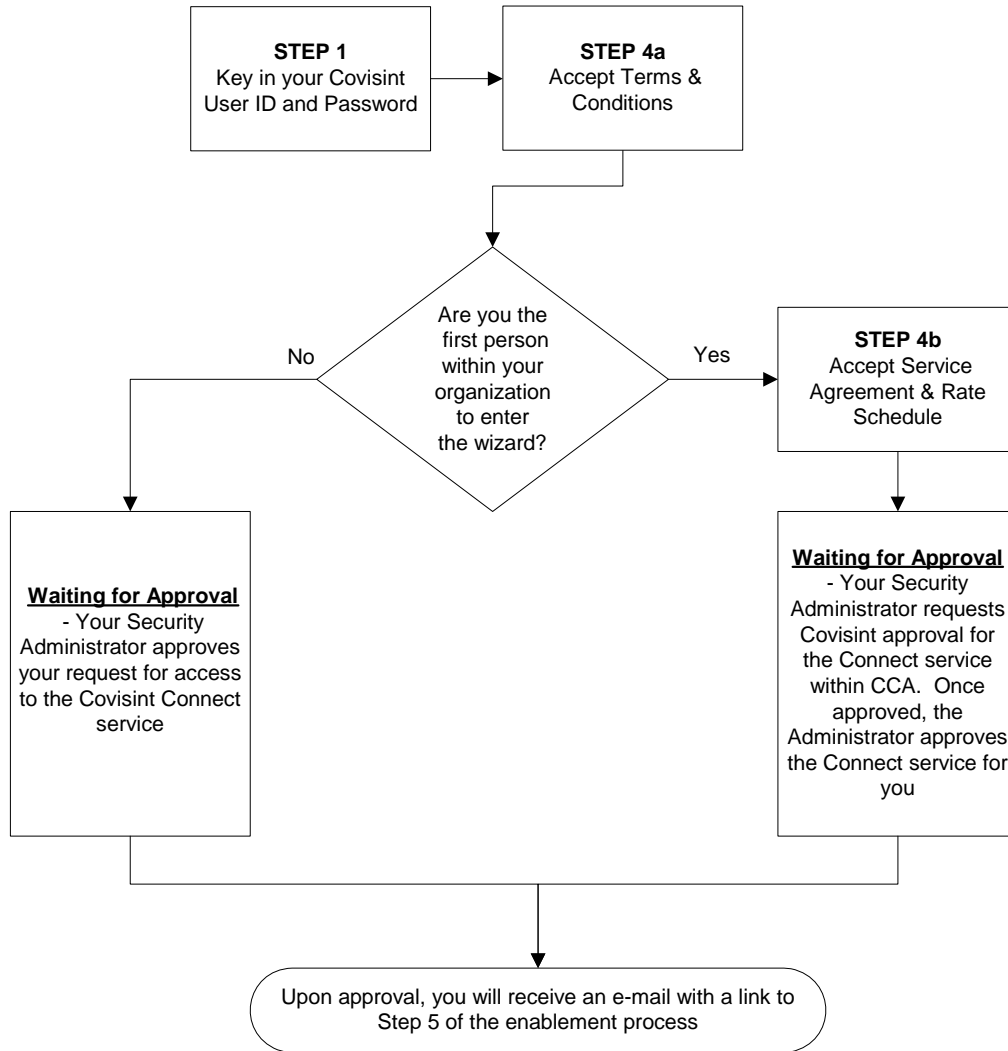 STEP 1
Key in your Covisint
User ID and Password
STEP 4a
Accept Terms &
Conditions
Are you the
first person
within your
organization
to enter
the wizard?
No
Yes
STEP 4b
Accept Service
Agreement & Rate
Schedule
Waiting for Approval
- Your Security
Administrator approves
your request for access
to the Covisint Connect
service
Waiting for Approval
- Your Security
Administrator requests
Covisint approval for
the Connect service
within CCA.  Once
approved, the
Administrator approves
the Connect service for
you
Upon approval, you will receive an e-mail with a link to
Step 5 of the enablement process